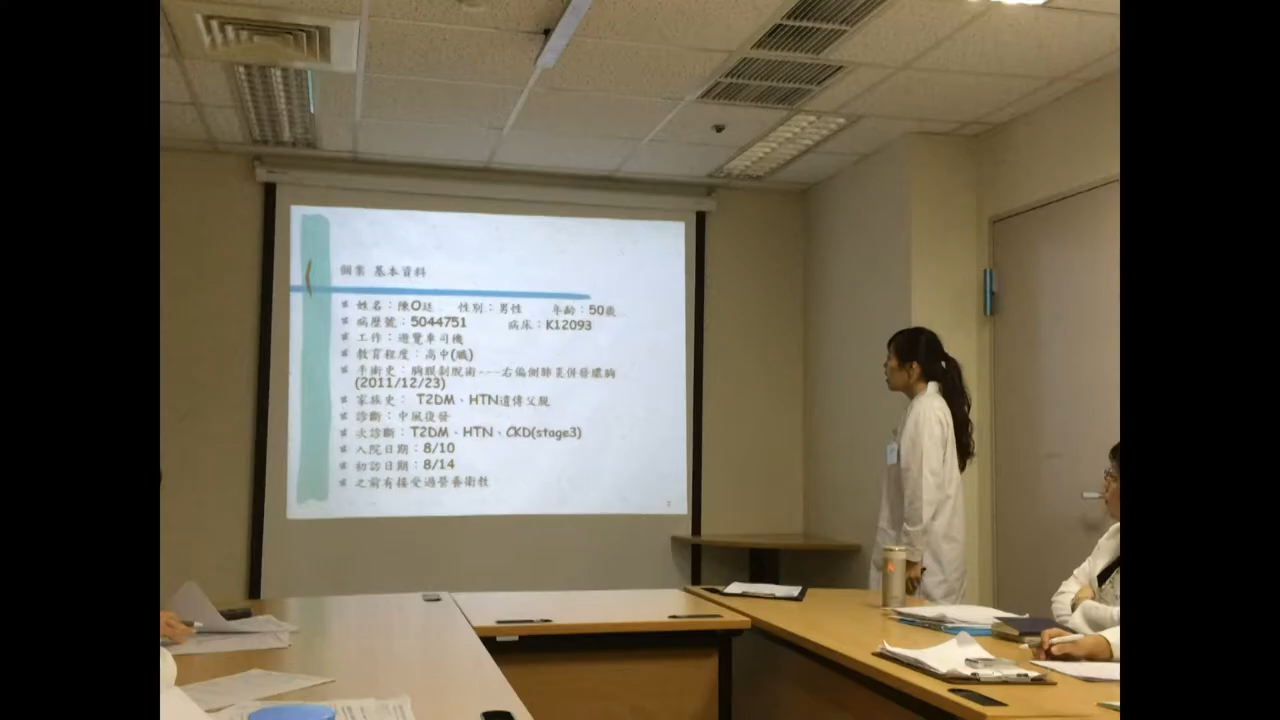 個案 基本資料
姓名：陳O廷 性別：男性 年齡：50歲
病歷號：5044751 病床：K12093
工作：遊覽車司機
教育程度：高中(職)
手術史：胸膜剝脫術---右偏側肺炎併發膿胸
(2011/12/23)
家族史： T2DM、HTN遺傳父親
診斷：中風復發
次診斷：T2DM、HTN、CKD(stage3)
入院日期：8/10
初診日期：8/14
之前有接受過營養衛教